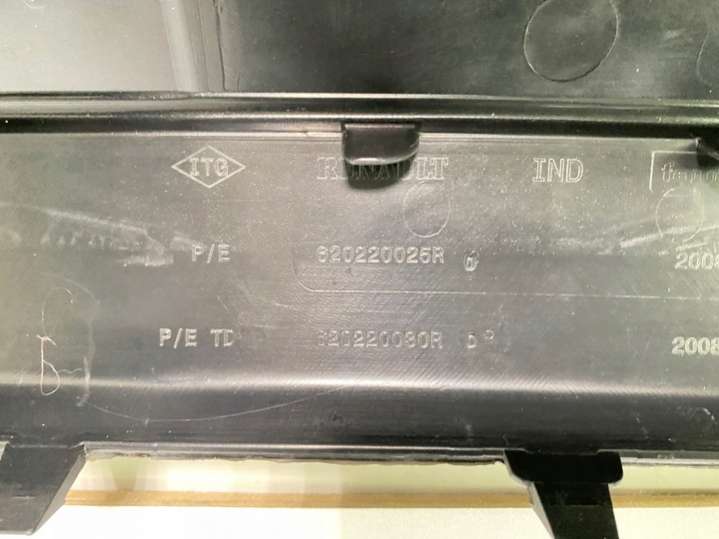 ITG RENAULT IND
P/E 620220025R 2008
P/E TD 620220030R 2008